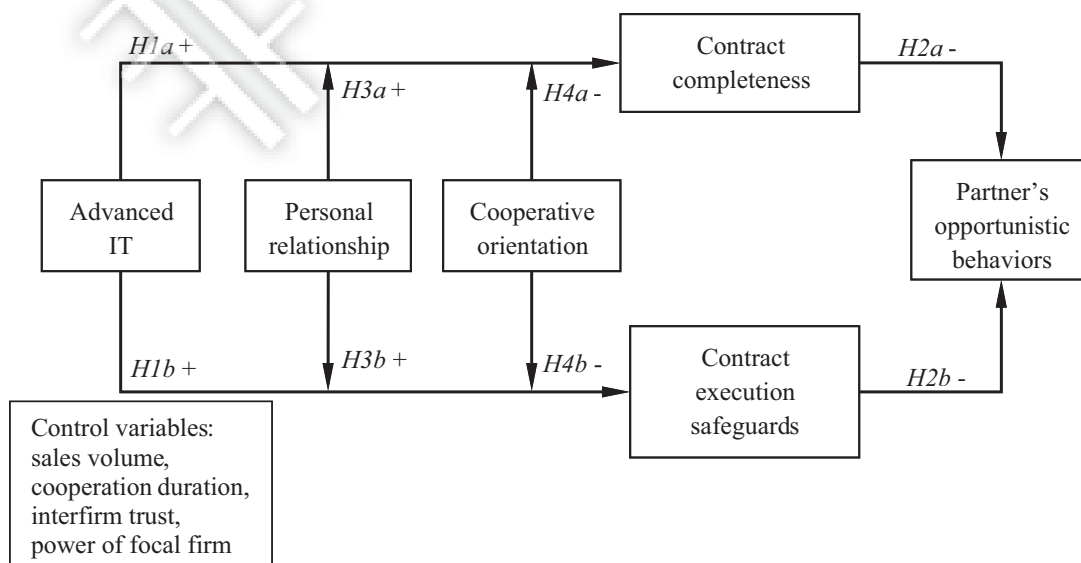 H1a +
Contract
completeness
H2a -
H3a +
H4a -
Advanced
IT
Personal
relationship
Cooperative
orientation
Partner’s
opportunistic
behaviors
H1b +
H3b +
H4b -
Contract
execution
safeguards
H2b -
Control variables:
sales volume,
cooperation duration,
interfirm trust,
power of focal firm